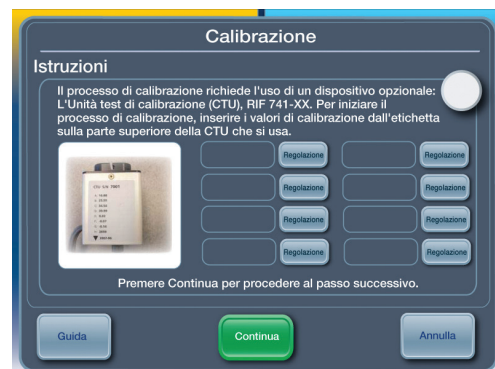 Calibrazione
Istruzioni
Il processo di calibrazione richiede l'uso di un dispositivo opzionale:
L'Unità test di calibrazione (CTU), RIF 741-XX. Per iniziare il
processo di calibrazione, inserire i valori di calibrazione dall'etichetta
sulla parte superiore della CTU che si usa.
Regolazione Regolazione
Regolazione Regolazione
Regolazione Regolazione
Regolazione Regolazione
Premere Continua per procedere al passo successivo.
Guida Continua Annulla